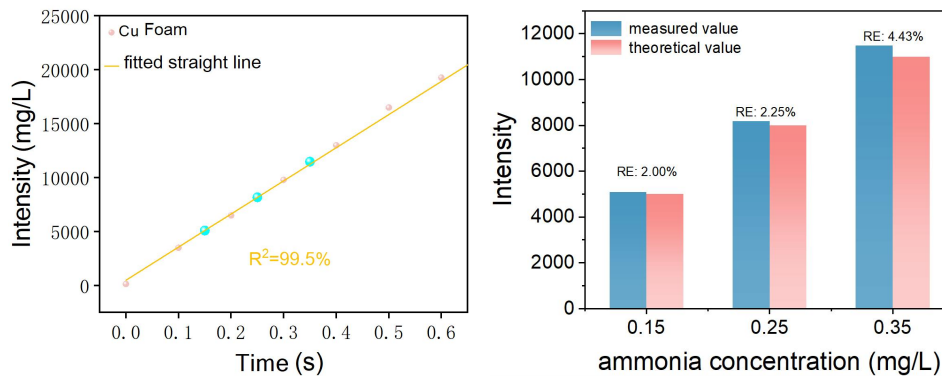 25000
20000
15000
10000
5000
0
Intensity (mg/L)
Cu Foam
fitted straight line
R²=99.5%
0.0 0.1 0.2 0.3 0.4 0.5 0.6
Time (s)
12000
10000
8000
6000
4000
2000
0
Intensity
measured value
theoretical value
RE: 2.00%
RE: 2.25%
RE: 4.43%
0.15 0.25 0.35
ammonia concentration (mg/L)